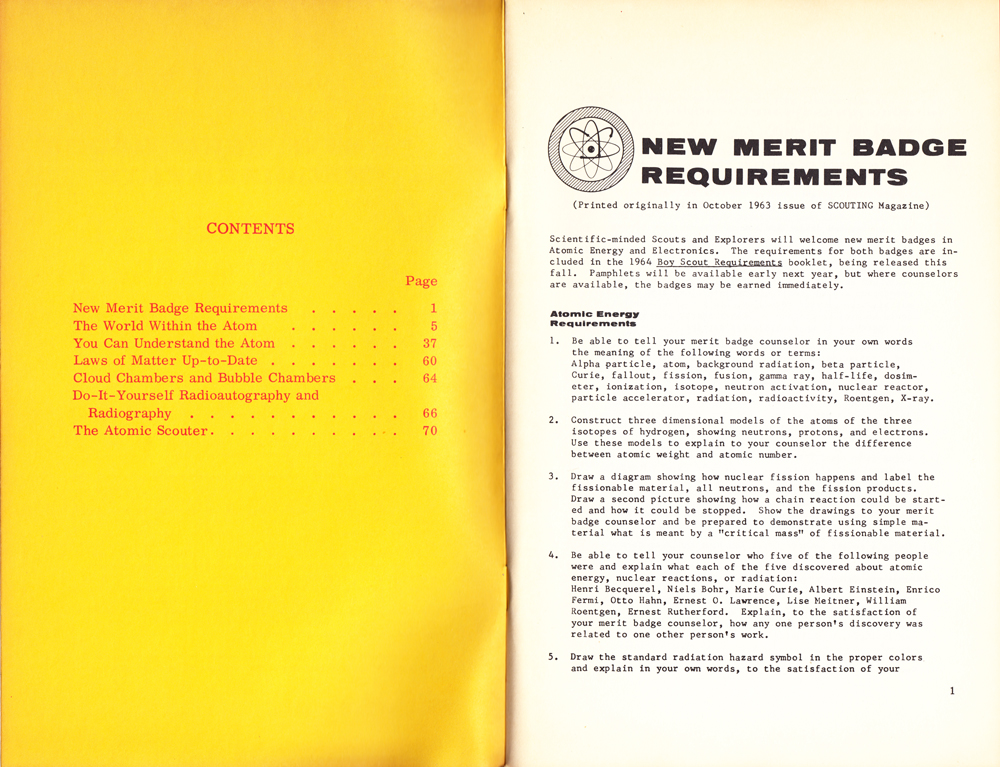 CONTENTS
Page
New Merit Badge Requirements . . . . . 1
The World Within the Atom . . . . . . 5
You Can Understand the Atom . . . . . . 37
Laws of Matter Up-to-Date . . . . . . . 60
Cloud Chambers and Bubble Chambers . . . 64
Do-It-Yourself Radioautography and
Radiography . . . . . . . . . . . 66
The Atomic Scouter. . . . . . . . . . 70
NEW MERIT BADGE
REQUIREMENTS
(Printed originally in October 1963 issue of SCOUTING Magazine)
Scientific-minded Scouts and Explorers will welcome new merit badges in
Atomic Energy and Electronics. The requirements for both badges are in-
cluded in the 1964 Boy Scout Requirements booklet, being released this
fall. Pamphlets will be available early next year, but where counselors
are available, the badges may be earned immediately.
Atomic Energy
Requirements
1. Be able to tell your merit badge counselor in your own words
the meaning of the following words or terms:
Alpha particle, atom, background radiation, beta particle,
Curie, fallout, fission, fusion, gamma ray, half-life, dosim-
eter, ionization, isotope, neutron activation, nuclear reactor,
particle accelerator, radiation, radioactivity, Roentgen, X-ray.
2. Construct three dimensional models of the atoms of the three
isotopes of hydrogen, showing neutrons, protons, and electrons.
Use these models to explain to your counselor the difference
between atomic weight and atomic number.
3. Draw a diagram showing how nuclear fission happens and label the
fissionable material, all neutrons, and the fission products.
Draw a second picture showing how a chain reaction could be start-
ed and how it could be stopped. Show the drawings to your merit
badge counselor and be prepared to demonstrate using simple ma-
terial what is meant by a "critical mass" of fissionable material.
4. Be able to tell your counselor who five of the following people
were and explain what each of the five discovered about atomic
energy, nuclear reactions, or radiation:
Henri Becquerel, Niels Bohr, Marie Curie, Albert Einstein, Enrico
Fermi, Otto Hahn, Ernest O. Lawrence, Lise Meitner, William
Roentgen, Ernest Rutherford. Explain, to the satisfaction of
your merit badge counselor, how any one person's discovery was
related to one other person's work.
5. Draw the standard radiation hazard symbol in the proper colors
and explain in your own words, to the satisfaction of your
1